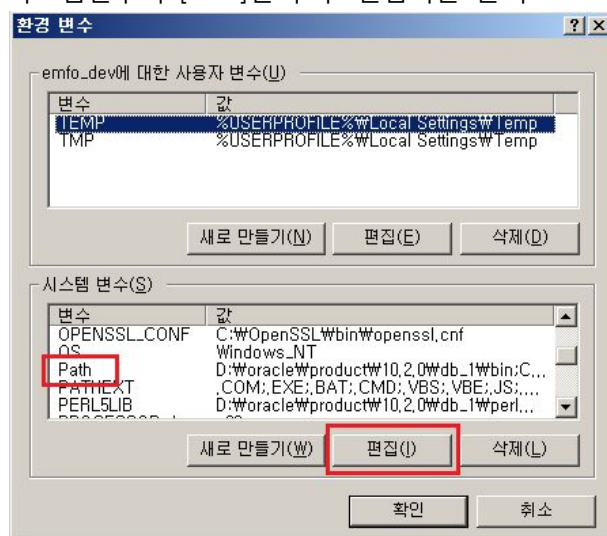 환경 변수
emfo_dev에 대한 사용자 변수(U)
변수 값
TEMP %USERPROFILE%₩Local Settings₩Temp
TMP %USERPROFILE%₩Local Settings₩Temp
새로 만들기(N) 편집(E) 삭제(D)
시스템 변수(S)
변수 값
OPENSSL_CONF C:₩OpenSSL₩bin₩openssl.cnf
OS Windows_NT
Path D:₩oracle₩product₩10.2.0₩db_1₩bin;C...
PATHEXT .COM;.EXE;.BAT;.CMD;.VBS;.VBE;.JS;....
PERL5LIB D:₩oracle₩product₩10.2.0₩db_1₩perl...
새로 만들기(W) 편집(I) 삭제(L)
확인 취소